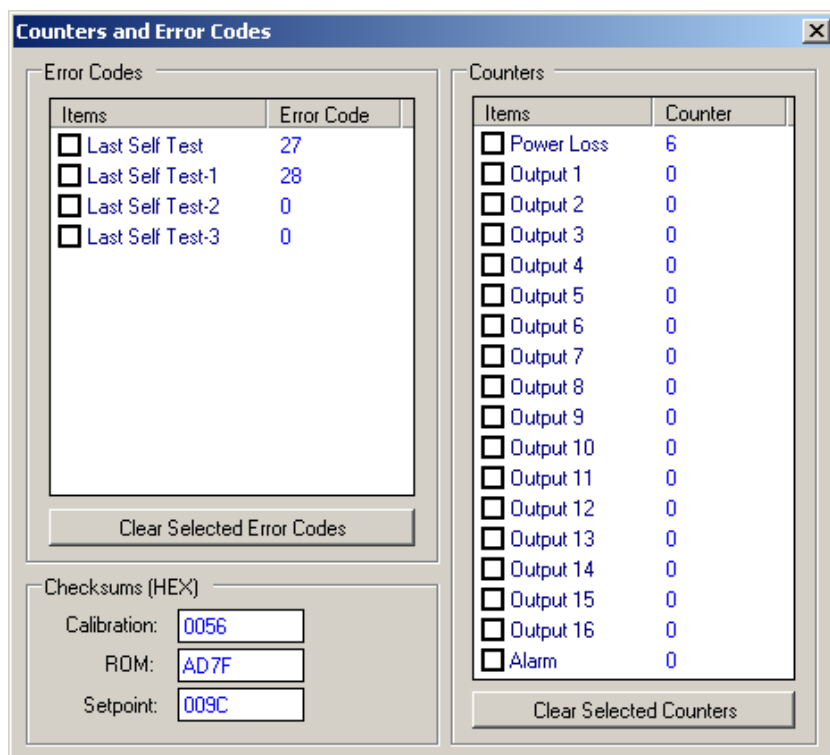 Counters and Error Codes
Error Codes
Items Error Code
Last Self Test 27
Last Self Test-1 28
Last Self Test-2 0
Last Self Test-3 0
Clear Selected Error Codes
Checksums (HEX)
Calibration: 0056
ROM: AD7F
Setpoint: 009C
Counters
Items Counter
Power Loss 6
Output 1 0
Output 2 0
Output 3 0
Output 4 0
Output 5 0
Output 6 0
Output 7 0
Output 8 0
Output 9 0
Output 10 0
Output 11 0
Output 12 0
Output 13 0
Output 14 0
Output 15 0
Output 16 0
Alarm 0
Clear Selected Counters